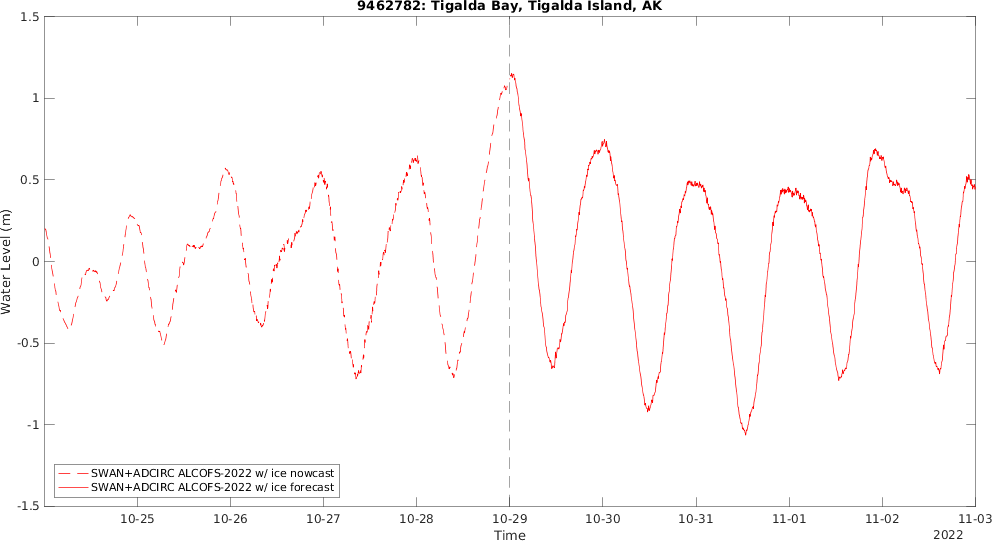 9462782: Tigalda Bay, Tigalda Island, AK
1.5
1
0.5
0
-0.5
-1
-1.5
Water Level (m)
SWAN+ADCIRC ALCOFS-2022 w/ ice nowcast
SWAN+ADCIRC ALCOFS-2022 w/ ice forecast
10-25 10-26 10-27 10-28 10-29 10-30 10-31 11-01 11-02 11-03
Time
2022